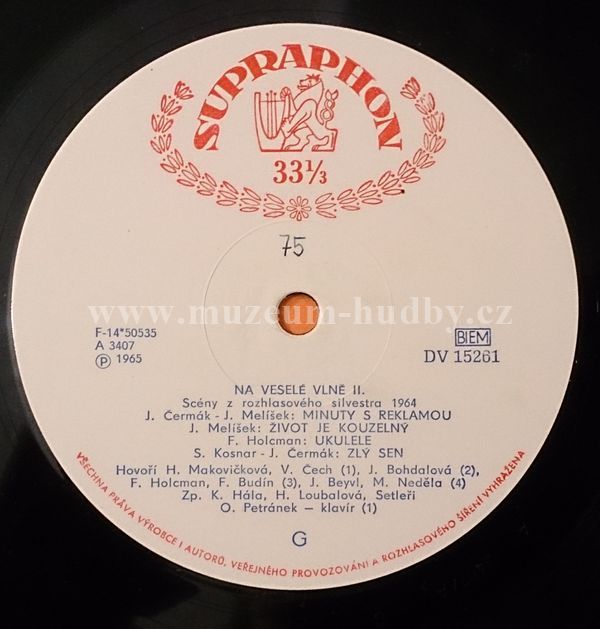 SUPRAPHON
33⅓
75
www.muzeum-hudby.cz
F-14*50535
A 3407
Ⓟ 1965
BIEM
DV 15261
NA VESELÉ VLNĚ II.
Scény z rozhlasového silvestra 1964
J. Čermák - J. Melíšek: MINUTY S REKLAMOU
J. Melíšek: ŽIVOT JE KOUZELNÝ
F. Holcman: UKULELE
S. Kosnar - J. Čermák: ZLÝ SEN
Hovoří H. Makovičková, V. Čech (1), J. Bohdalová (2),
F. Holcman, F. Budín (3), J. Beyvl, M. Neděla (4)
Zp. K. Hála, H. Loubalová, Setleři
O. Petránek – klavír (1)
G
VŠECHNA PRÁVA VÝROBCE I AUTORŮ, VEŘEJNÉHO PROVOZOVÁNÍ A ROZHLASOVÉHO ŠÍŘENÍ VYHRAŽENA